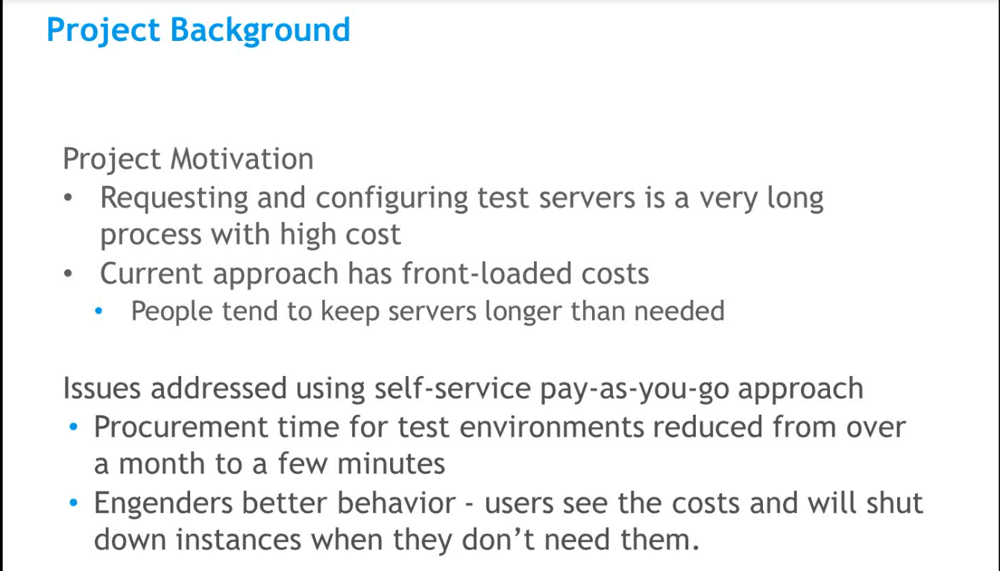 Project Background
Project Motivation
• Requesting and configuring test servers is a very long
process with high cost
• Current approach has front-loaded costs
• People tend to keep servers longer than needed
Issues addressed using self-service pay-as-you-go approach
• Procurement time for test environments reduced from over
a month to a few minutes
• Engenders better behavior - users see the costs and will shut
down instances when they don’t need them.